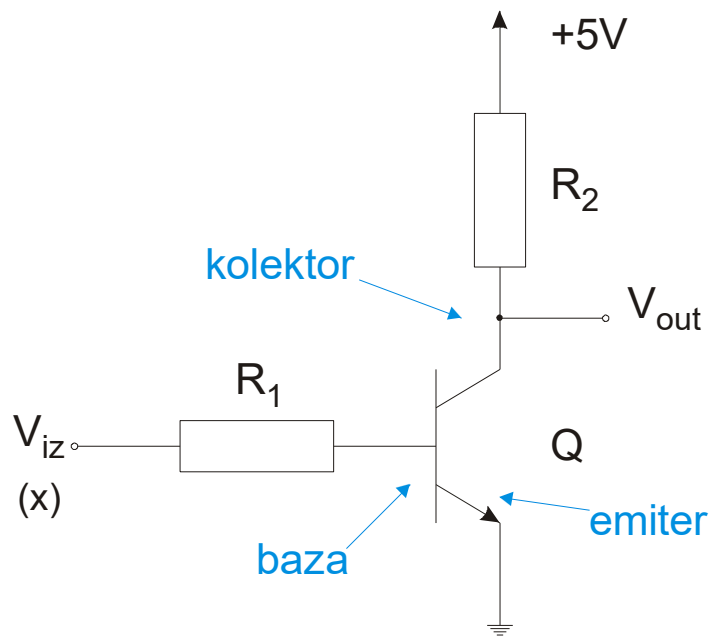 +5V
R2
kolektor
Vout
R1
Viz
(x)
Q
baza
emiter